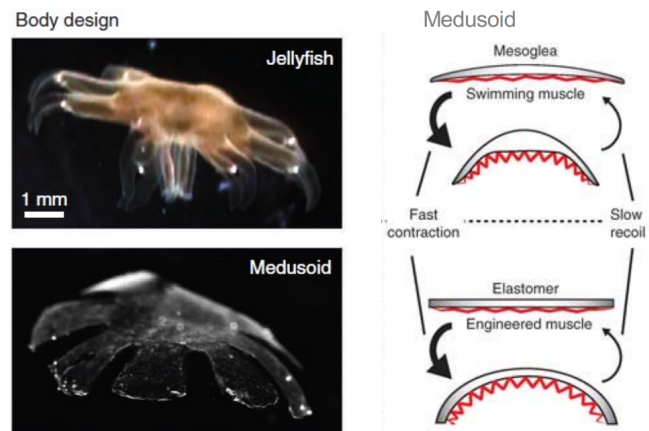 Body design
Jellyfish
1 mm
Medusoid
Medusoid
Mesoglea
Swimming muscle
Fast
contraction
Slow
recoil
Elastomer
Engineered muscle